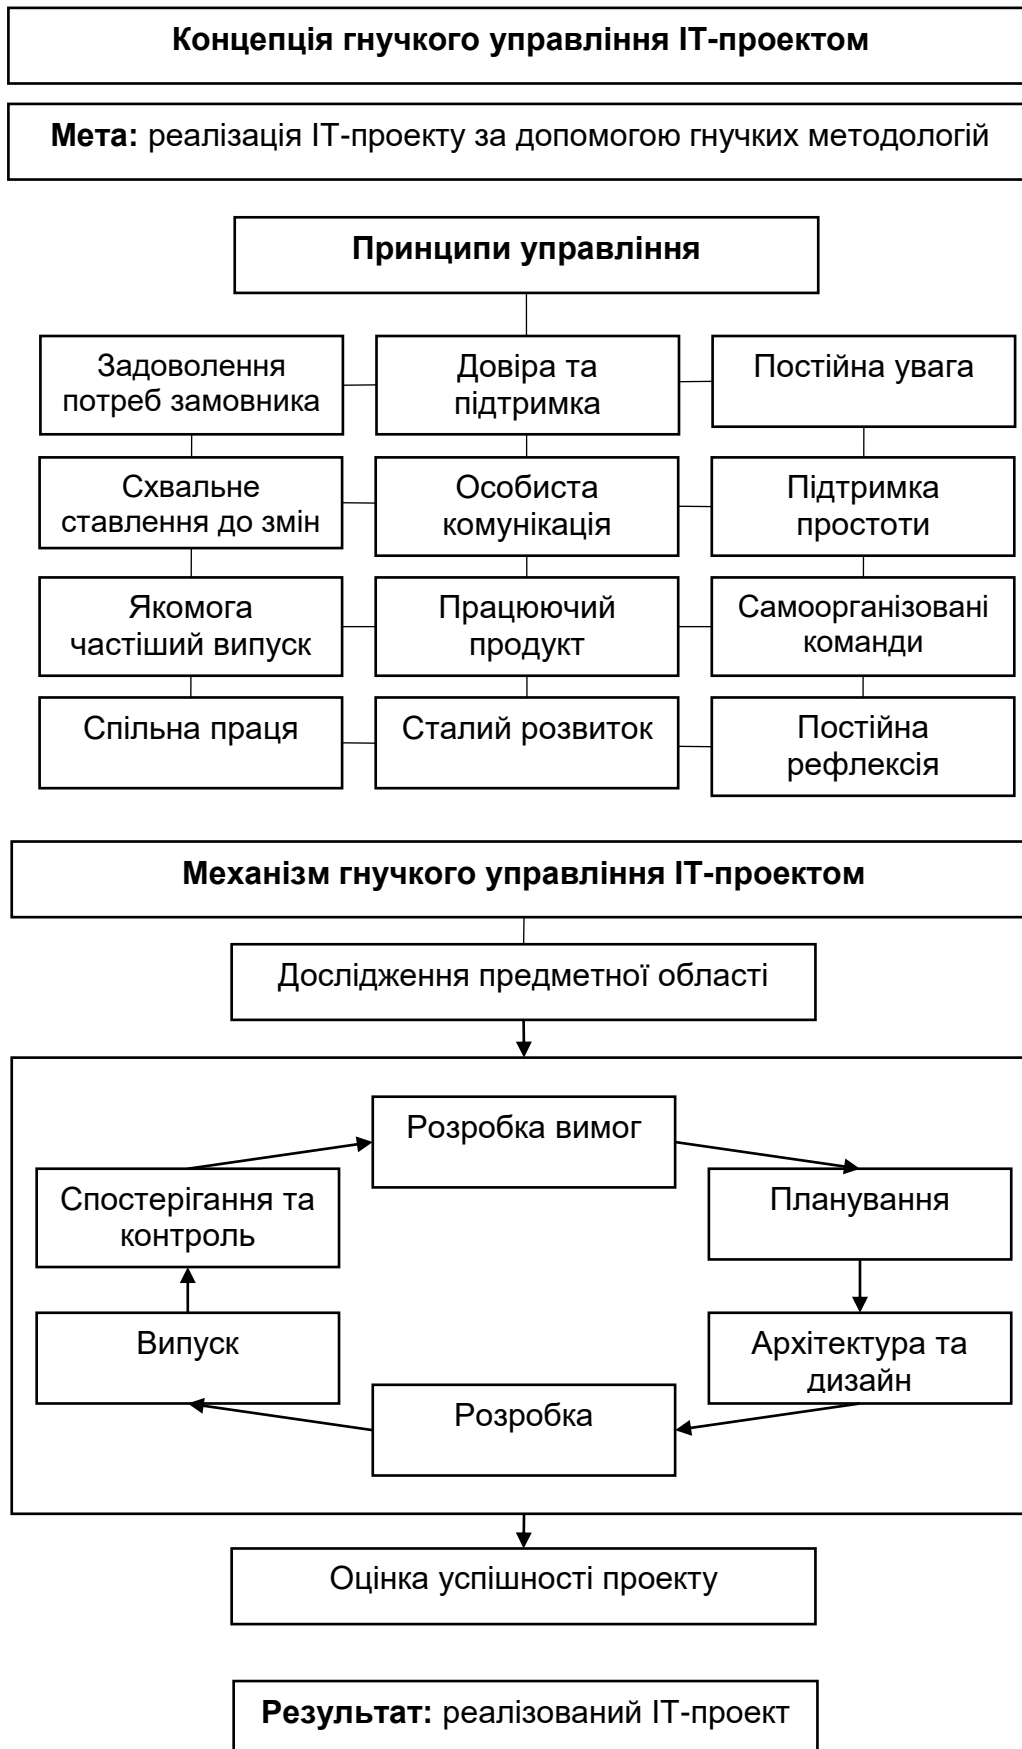 Концепція гнучкого управління ІТ-проектом
Мета: реалізація ІТ-проекту за допомогою гнучких методологій
Принципи управління
Задоволення
потреб замовника
Довіра та
підтримка
Постійна увага
Схвальне
ставлення до змін
Особиста
комунікація
Підтримка
простоти
Якомога
частіший випуск
Працюючий
продукт
Самоорганізовані
команди
Спільна праця
Сталий розвиток
Постійна
рефлексія
Механізм гнучкого управління ІТ-проектом
Дослідження предметної області
Розробка вимог
Спостерігання та
контроль
Планування
Випуск
Архітектура та
дизайн
Розробка
Оцінка успішності проекту
Результат: реалізований ІТ-проект